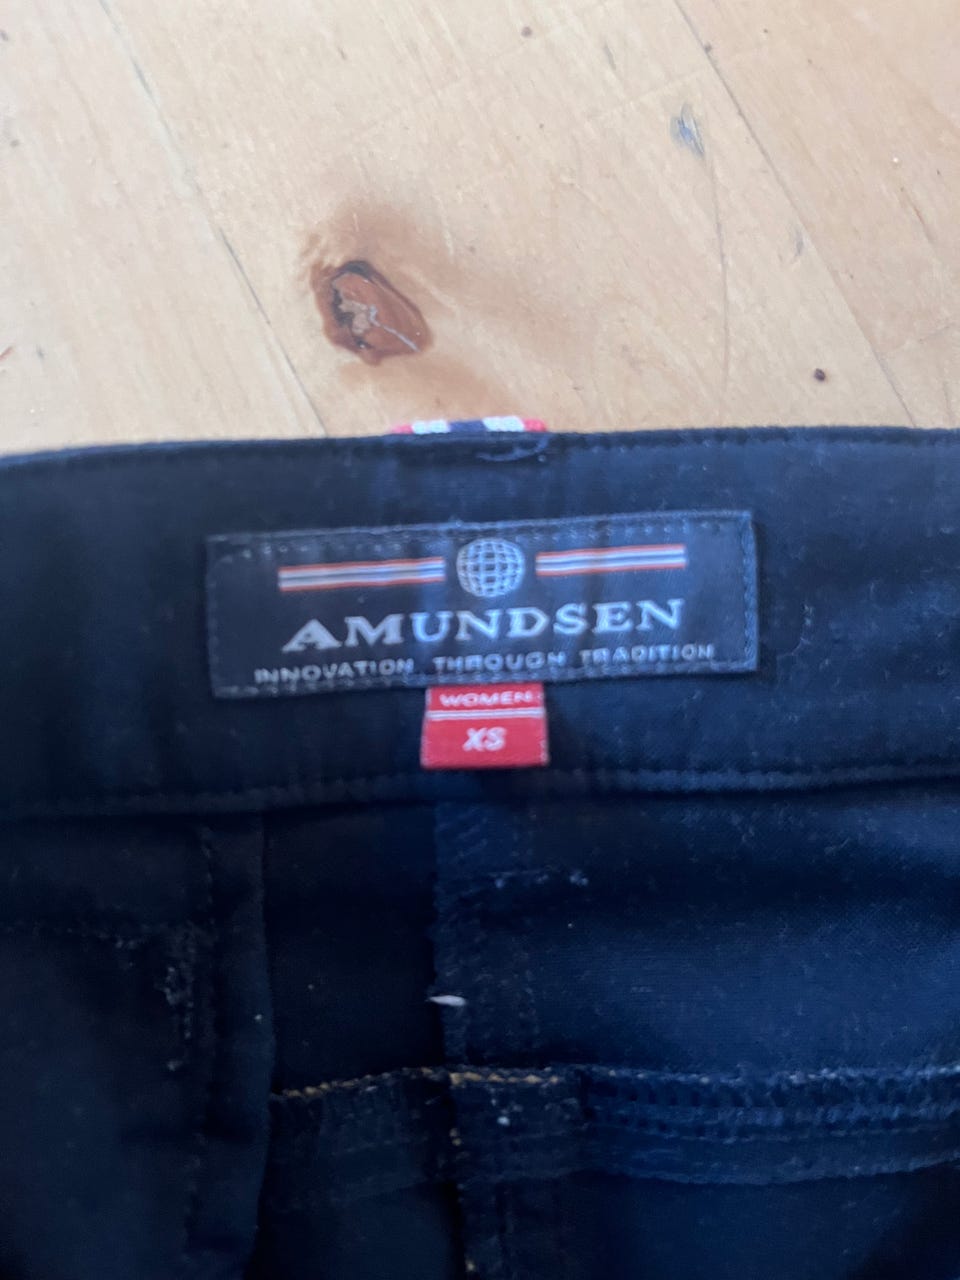 AMUNDSEN
INNOVATION THROUGH TRADITION
WOMEN
XS